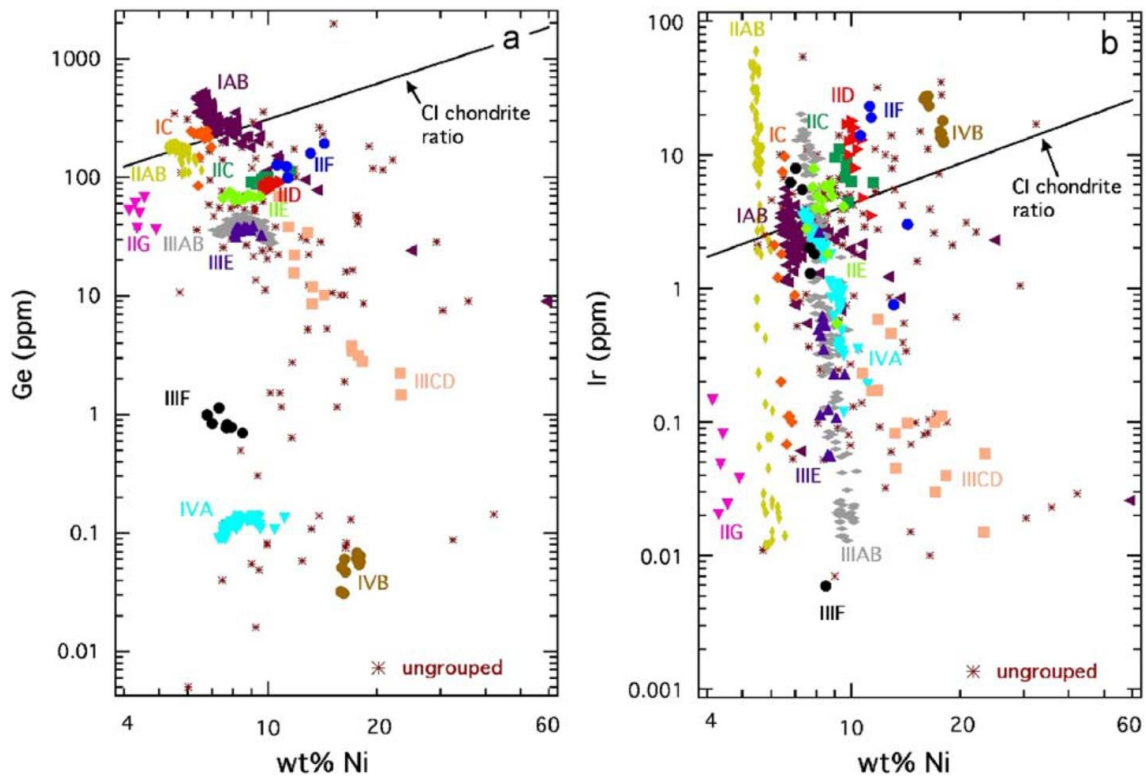 a
1000
100
10
1
0.1
0.01
Ge (ppm)
IAB
IC
IIAB
IIC
IIF
IID
IIE
IIG
IIIAB
IIIE
IIICD
IIIF
IVA
IVB
CI chondrite
ratio
ungrouped
4
10
20
60
wt% Ni
b
100
10
1
0.1
0.01
0.001
Ir (ppm)
IIAB
IID
IIF
IIC
IC
IVB
IAB
IIE
CI chondrite
ratio
IVA
IIIE
IIICD
IIG
IIIAB
IIIF
ungrouped
4
10
20
60
wt% Ni